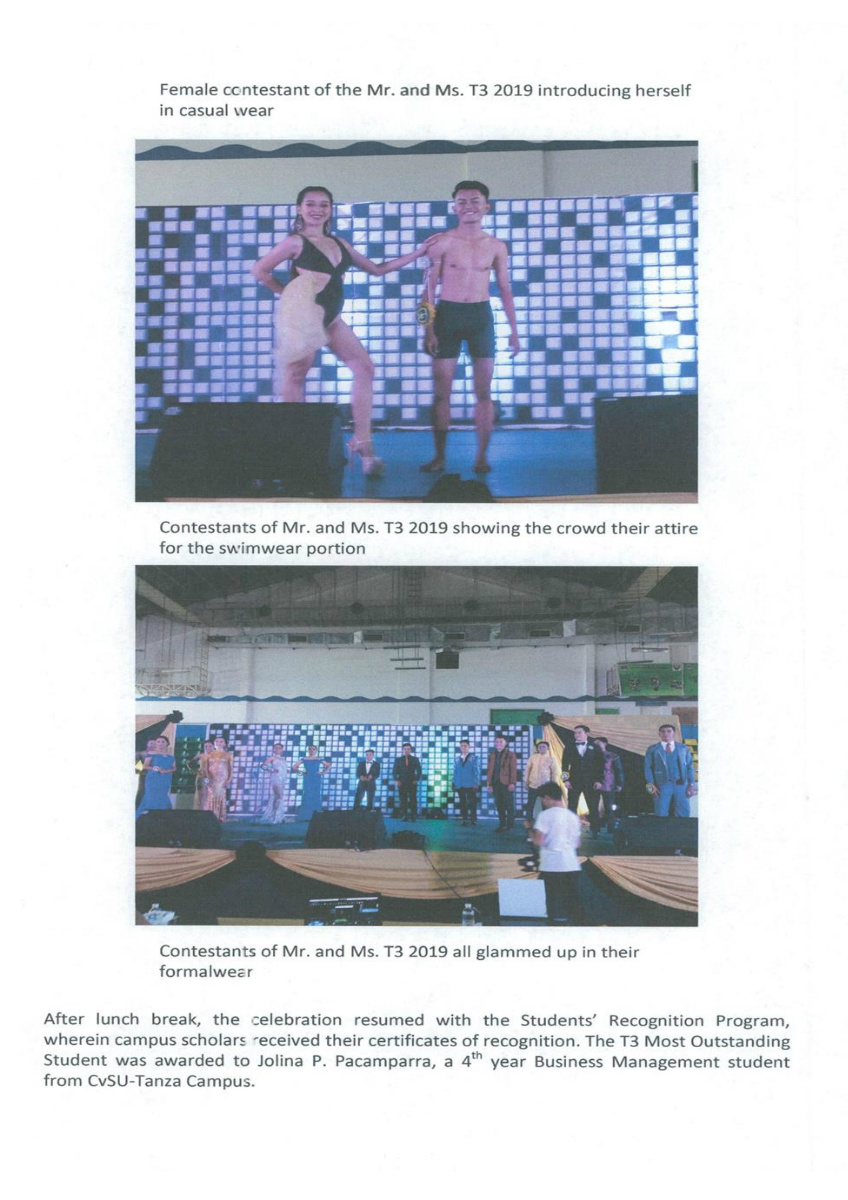 Female contestant of the Mr. and Ms. T3 2019 introducing herself
in casual wear
Contestants of Mr. and Ms. T3 2019 showing the crowd their attire
for the swimwear portion
Contestants of Mr. and Ms. T3 2019 all glammed up in their
formalwear
After lunch break, the celebration resumed with the Students’ Recognition Program,
wherein campus scholars received their certificates of recognition. The T3 Most Outstanding
Student was awarded to Jolina P. Pacamparra, a 4th year Business Management student
from CvSU-Tanza Campus.